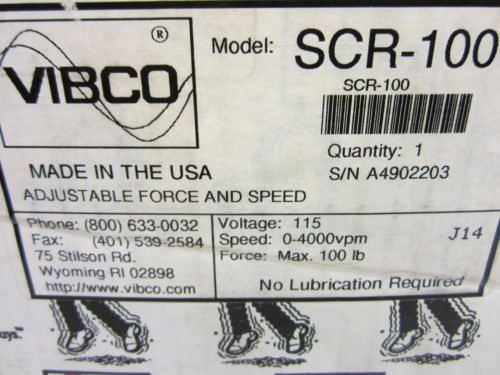 VIBCO ®
Model: SCR-100
SCR-100
Quantity: 1
S/N A4902203
MADE IN THE USA
ADJUSTABLE FORCE AND SPEED
Phone: (800) 633-0032
Fax: (401) 539-2584
75 Stilson Rd.
Wyoming RI 02898
http://www.vibco.com
Voltage: 115
Speed: 0-4000vpm
Force: Max. 100 lb
J14
No Lubrication Required